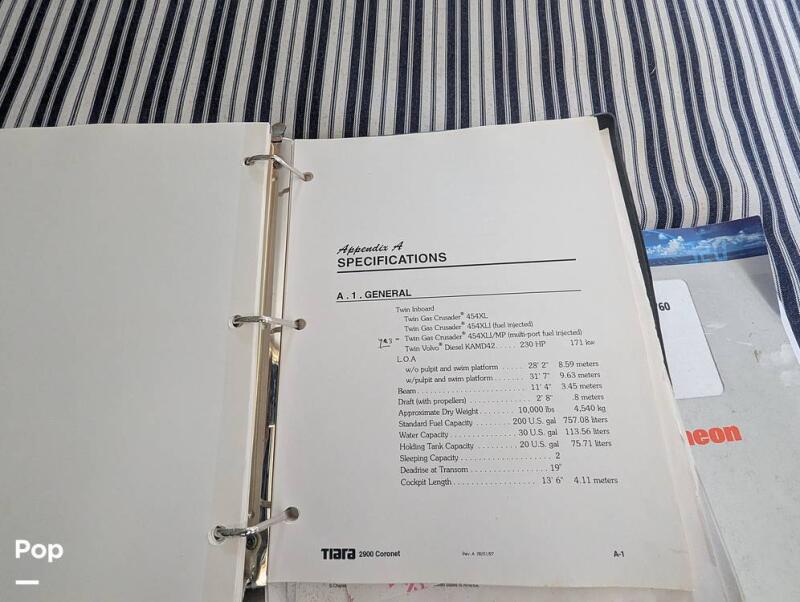 Appendix A
SPECIFICATIONS
A . 1 . GENERAL
Twin Inboard
Twin Gas Crusader® 454XL
Twin Gas Crusader® 454XLI (fuel injected)
Twin Gas Crusader® 454XLI/MP (multi-port fuel injected)
Twin Volvo® Diesel KAMD42 . . . . . 230 HP 171 kw
L.O.A
w/o pulpit and swim platform . . . . . . 28' 2" 8.59 meters
w/pulpit and swim platform . . . . . . . . 31' 7" 9.63 meters
Beam . . . . . . . . . . . . . . . . . . . . . . . . 11' 4" 3.45 meters
Draft (with propellers) . . . . . . . . . . . . . . 2' 8" .8 meters
Approximate Dry Weight . . . . . . . . 10,000 lbs 4,540 kg
Standard Fuel Capacity . . . . . . . . 200 U.S. gal 757.08 liters
Water Capacity . . . . . . . . . . . . . . 30 U.S. gal 113.56 liters
Holding Tank Capacity . . . . . . . . . 20 U.S. gal 75.71 liters
Sleeping Capacity . . . . . . . . . . . . . . . . . . . 2
Deadrise at Transom . . . . . . . . . . . . . . . . . 19°
Cockpit Length . . . . . . . . . . . . . . . . . 13' 6" 4.11 meters
TIARA 2900 Coronet
A-1
60
neon
Pop